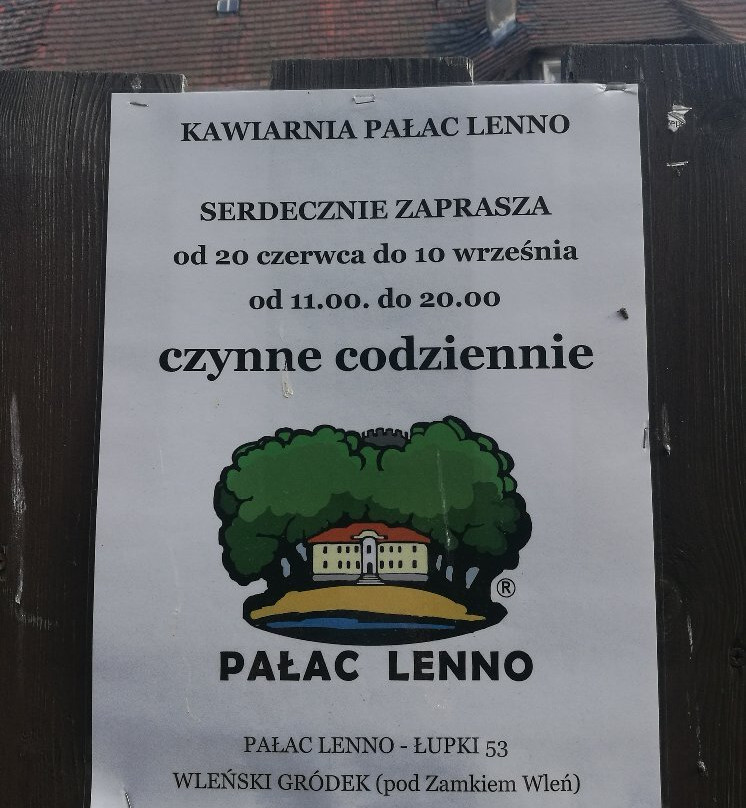 KAWIARNIA PAŁAC LENNO
SERDECZNIE ZAPRASZA
od 20 czerwca do 10 września
od 11.00. do 20.00
czynne codziennie
®
PAŁAC LENNO
PAŁAC LENNO - ŁUPKI 53
WLEŃSKI GRÓDEK (pod Zamkiem Wleń)